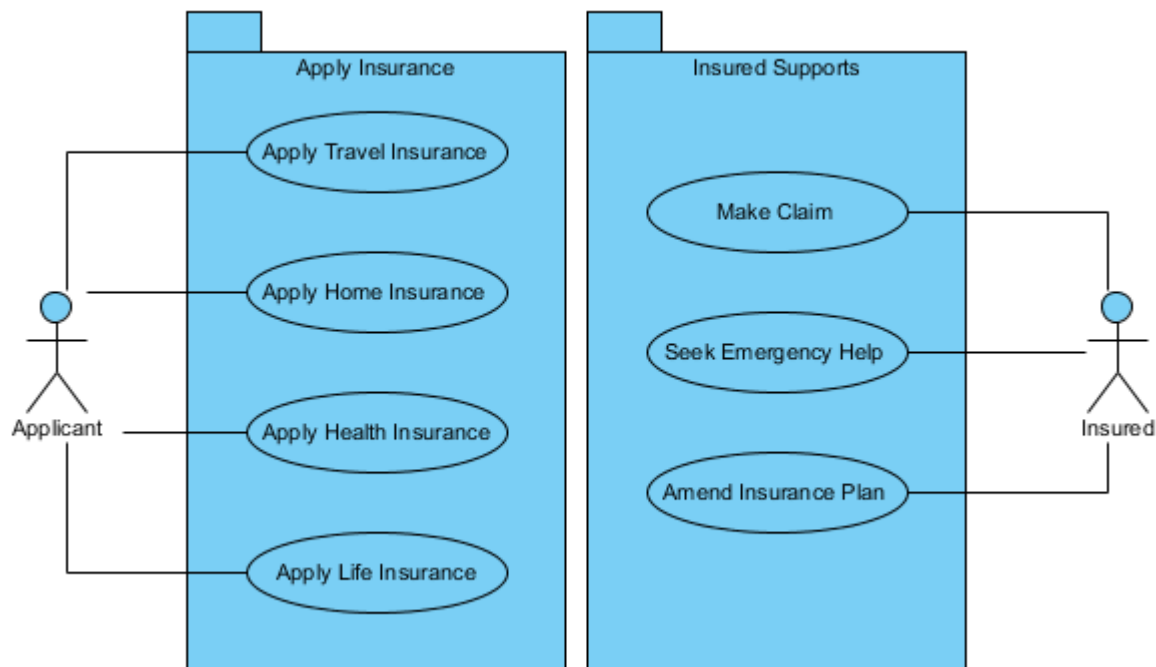 Apply Insurance
Apply Travel Insurance
Apply Home Insurance
Apply Health Insurance
Apply Life Insurance
Applicant
Insured Supports
Make Claim
Seek Emergency Help
Amend Insurance Plan
Insured